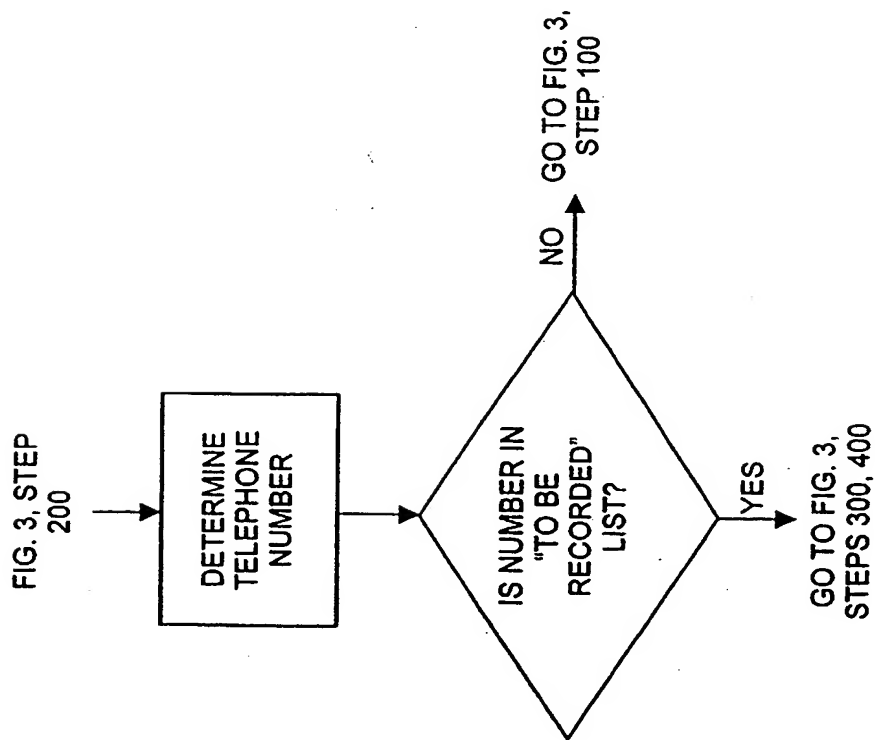 FIG. 3, STEP
200
DETERMINE
TELEPHONE
NUMBER
IS NUMBER IN
“TO BE
RECORDED”
LIST?
NO
GO TO FIG. 3,
STEP 100
YES
GO TO FIG. 3,
STEPS 300, 400